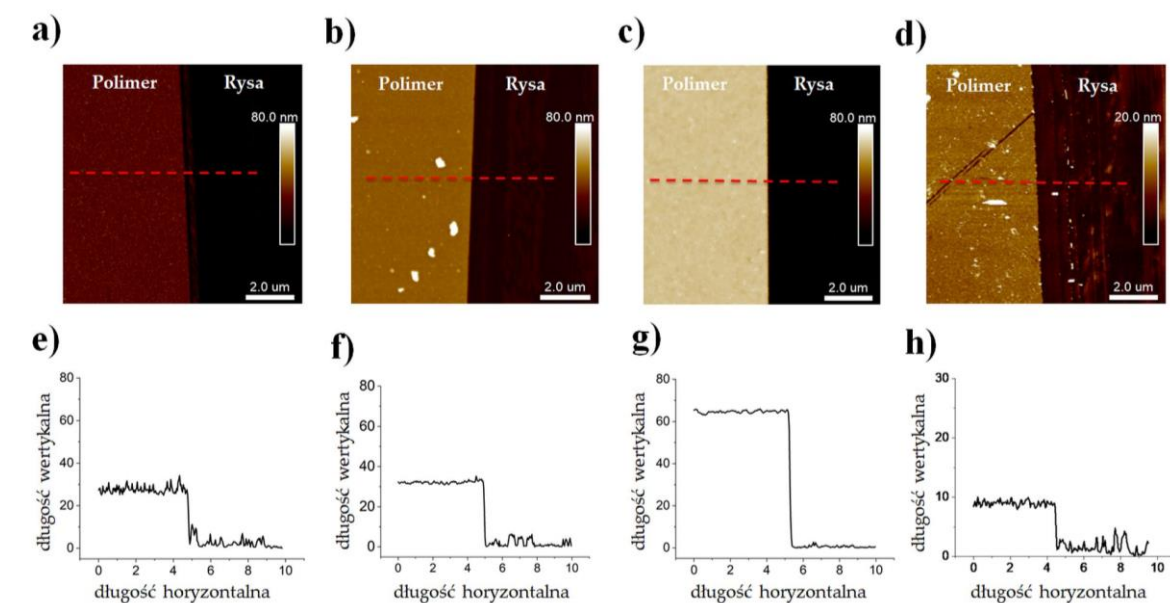 a)
b)
c)
d)
Polimer Rysa
80.0 nm
2.0 um
Polimer Rysa
80.0 nm
2.0 um
Polimer Rysa
80.0 nm
2.0 um
Polimer Rysa
20.0 nm
2.0 um
e)
f)
g)
h)
długość wertykalna
80
60
40
20
0
0 2 4 6 8 10
długość horyzontalna
długość wertykalna
80
60
40
20
0
0 2 4 6 8 10
długość horyzontalna
długość wertykalna
80
60
40
20
0
0 2 4 6 8 10
długość horyzontalna
długość wertykalna
30
20
10
0
0 2 4 6 8 10
długość horyzontalna